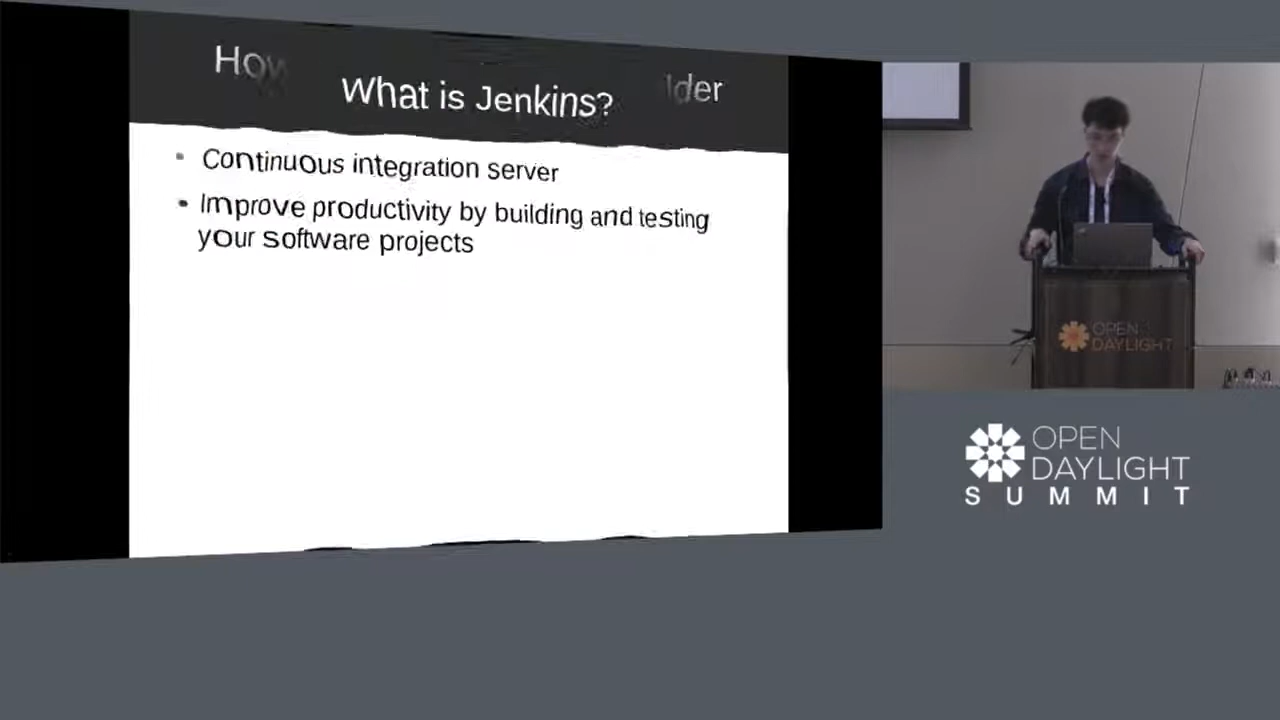 How
lder
What is Jenkins?
Continuous integration server
Improve productivity by building and testing
your software projects
OPEN
DAYLIGHT
OPEN
DAYLIGHT
SUMMIT